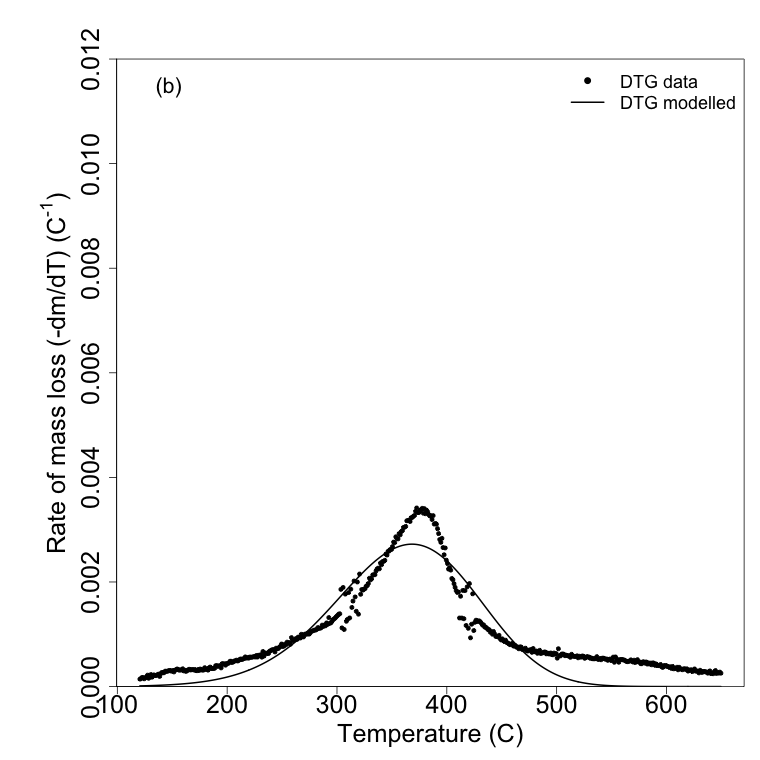 (b)
DTG data
DTG modelled
0.012
0.010
0.008
0.006
0.004
0.002
0.000
Rate of mass loss (-dm/dT) (C⁻¹)
100 200 300 400 500 600
Temperature (C)